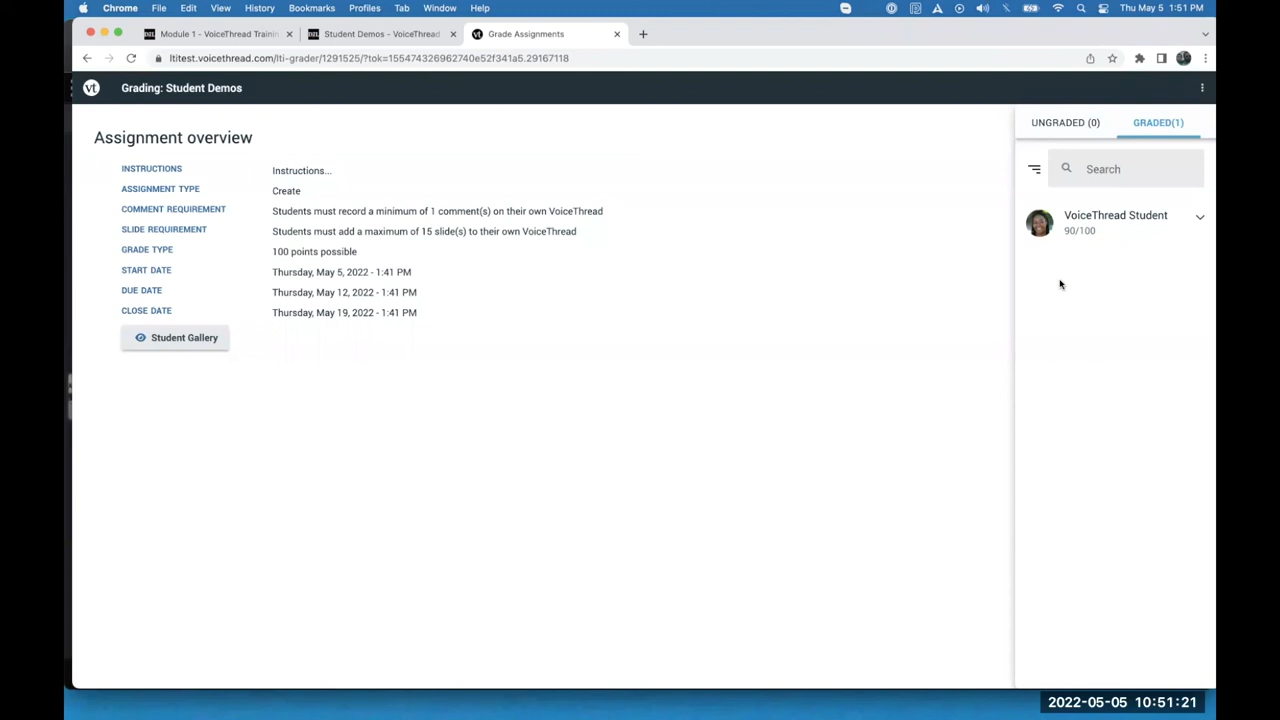 Chrome File Edit View History Bookmarks Profiles Tab Window Help Thu May 5 1:51 PM
D2L Module 1 - VoiceThread Trainin D2L Student Demos - VoiceThread vt Grade Assignments
ltitest.voicethread.com/lti-grader/1291525/?tok=155474326962740e52f341a5.29167118
vt Grading: Student Demos
Assignment overview
INSTRUCTIONS Instructions...
ASSIGNMENT TYPE Create
COMMENT REQUIREMENT Students must record a minimum of 1 comment(s) on their own VoiceThread
SLIDE REQUIREMENT Students must add a maximum of 15 slide(s) to their own VoiceThread
GRADE TYPE 100 points possible
START DATE Thursday, May 5, 2022 - 1:41 PM
DUE DATE Thursday, May 12, 2022 - 1:41 PM
CLOSE DATE Thursday, May 19, 2022 - 1:41 PM
Student Gallery
UNGRADED (0) GRADED(1)
Search
VoiceThread Student
90/100
2022-05-05 10:51:21